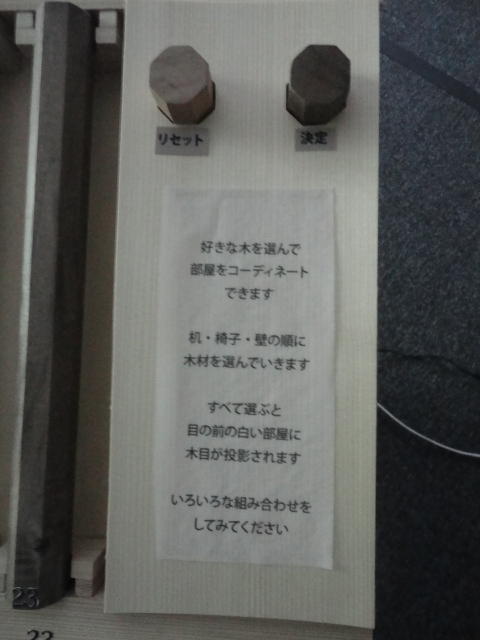 リセット 決定
好きな木を選んで
部屋をコーディネート
できます
机・椅子・壁の順に
木材を選んでいきます
すべて選ぶと
目の前の白い部屋に
木目が投影されます
いろいろな組み合わせを
してみてください
23
22